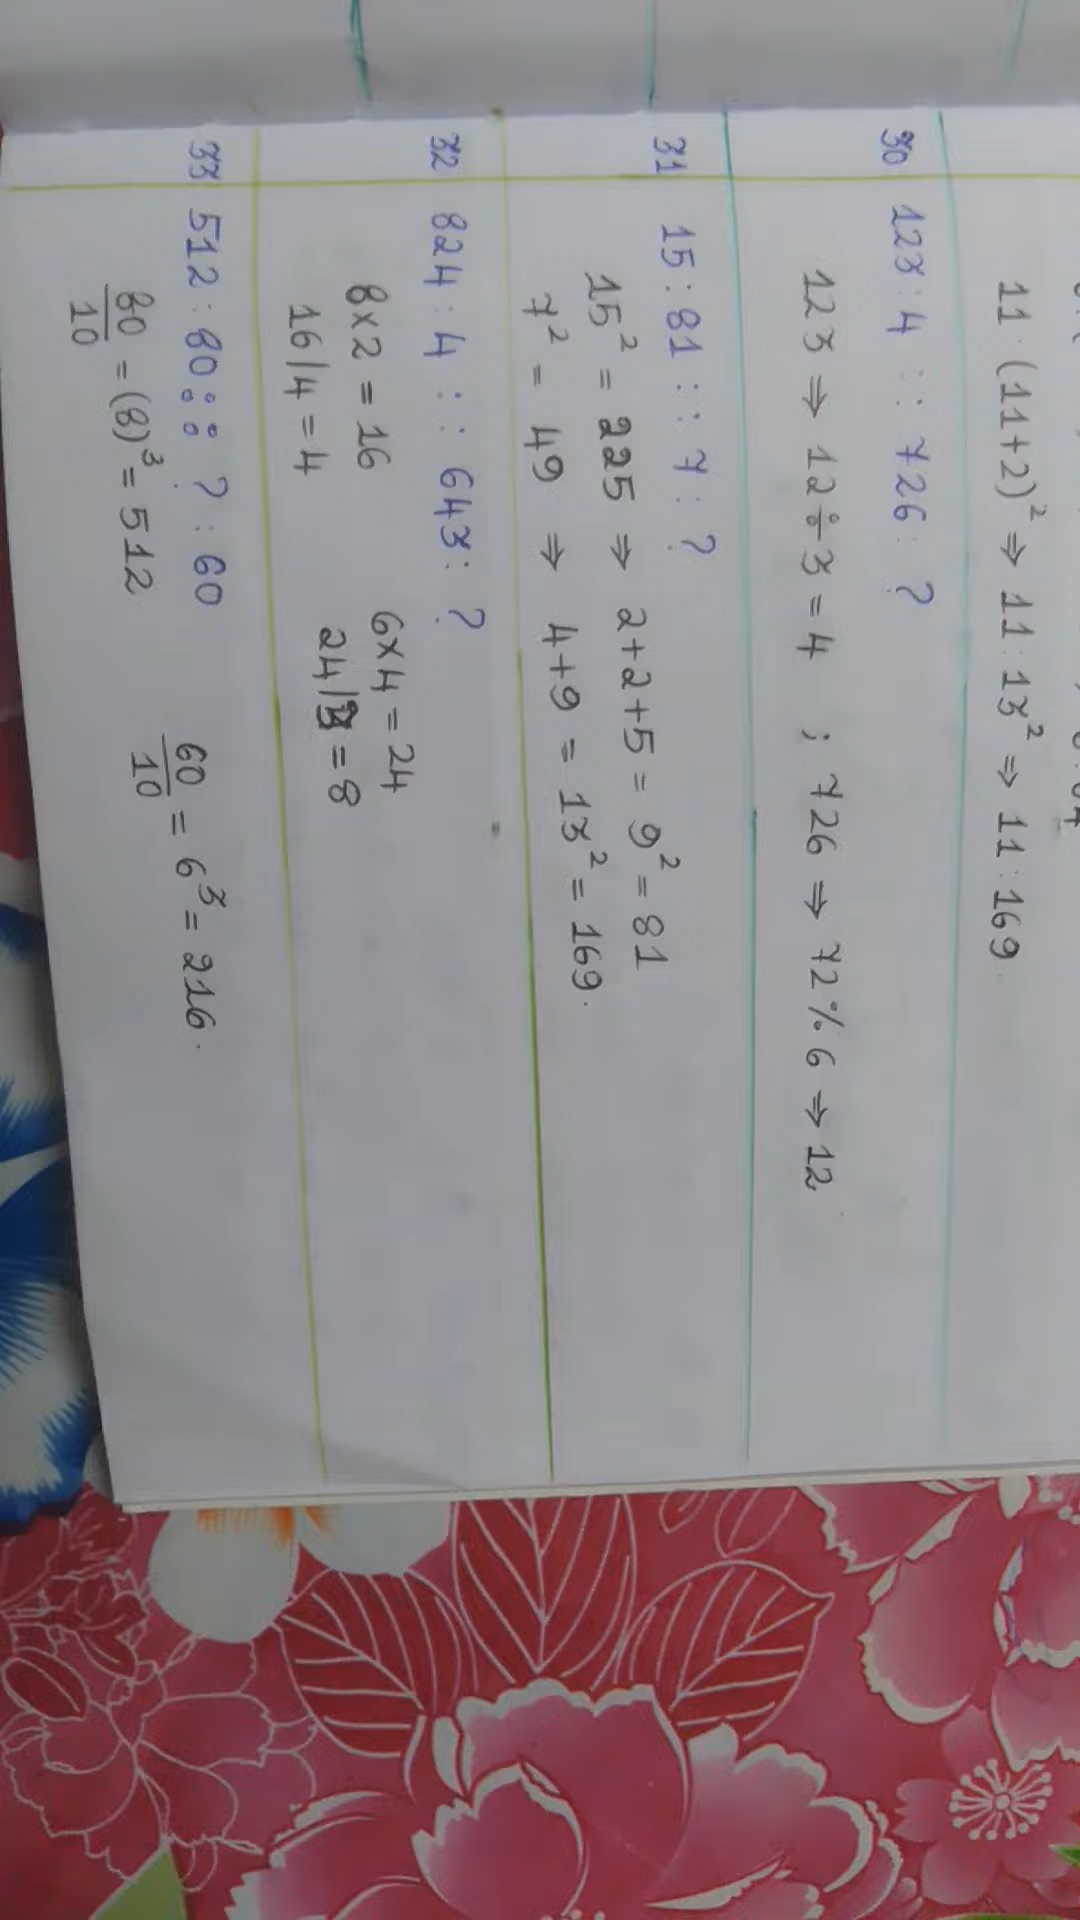 11 : (11+2)² ⇒ 11 : 13² ⇒ 11 : 169.
30 123 : 4 :: 726 : ?
123 ⇒ 12 ÷ 3 = 4 ; 726 ⇒ 72 % 6 ⇒ 12
31 15 : 81 :: 7 : ?
15² = 225 ⇒ 2+2+5 = 9² = 81
7² = 49 ⇒ 4+9 = 13² = 169.
32 824 : 4 :: 643 : ?
8×2 = 16 6×4 = 24
16/4 = 4 24/3 = 8
33 512 : 80 :: ? : 60
80/10 = (8)³ = 512 60/10 = 6³ = 216.